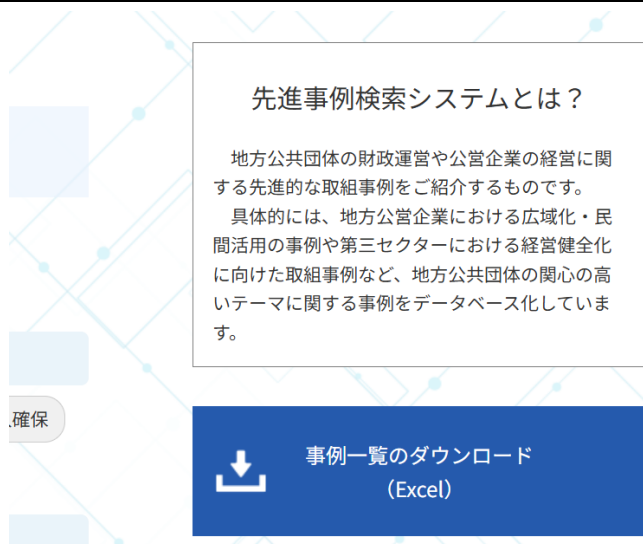 先進事例検索システムとは？
地方公共団体の財政運営や公営企業の経営に関
する先進的な取組事例をご紹介するものです。
具体的には、地方公営企業における広域化・民
間活用の事例や第三セクターにおける経営健全化
に向けた取組事例など、地方公共団体の関心の高
いテーマに関する事例をデータベース化していま
す。
確保
事例一覧のダウンロード
（Excel）